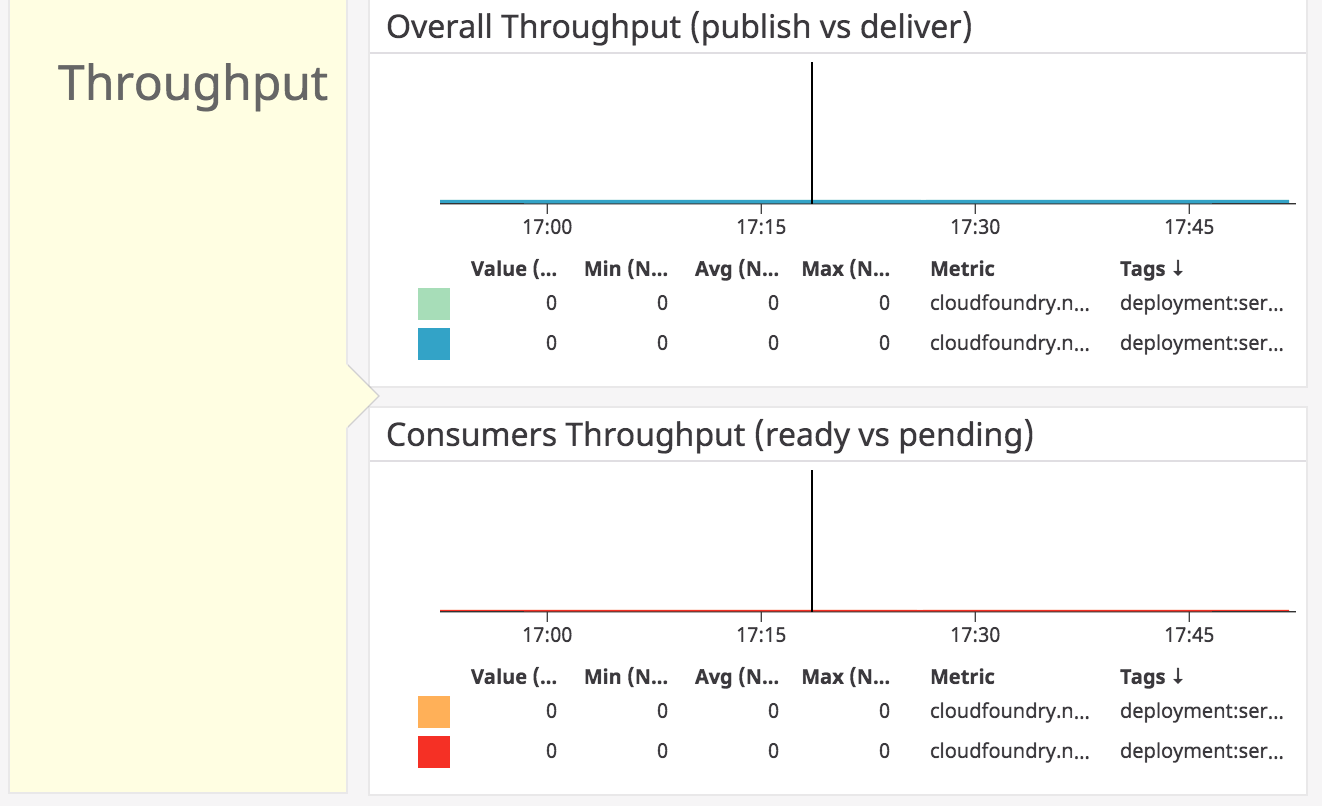 Throughput
Overall Throughput (publish vs deliver)
17:00 17:15 17:30 17:45
Value (... Min (N... Avg (N... Max (N... Metric Tags ↓
0 0 0 0 cloudfoundry.n... deployment:ser...
0 0 0 0 cloudfoundry.n... deployment:ser...
Consumers Throughput (ready vs pending)
17:00 17:15 17:30 17:45
Value (... Min (N... Avg (N... Max (N... Metric Tags ↓
0 0 0 0 cloudfoundry.n... deployment:ser...
0 0 0 0 cloudfoundry.n... deployment:ser...